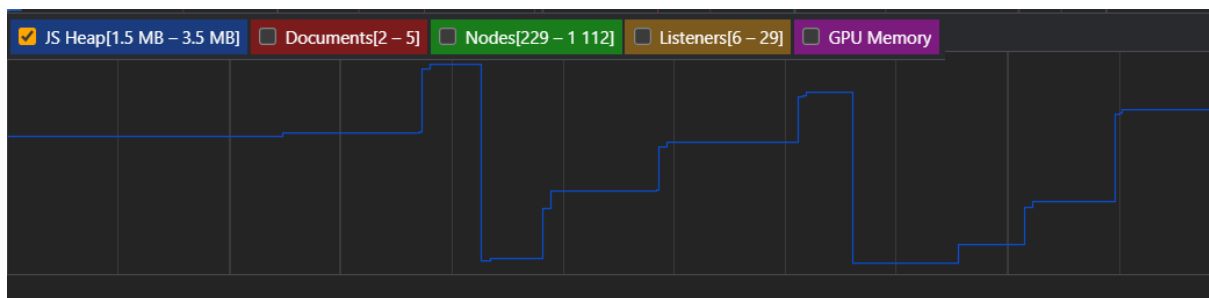 JS Heap[1.5 MB – 3.5 MB] Documents[2 – 5] Nodes[229 – 1 112] Listeners[6 – 29] GPU Memory